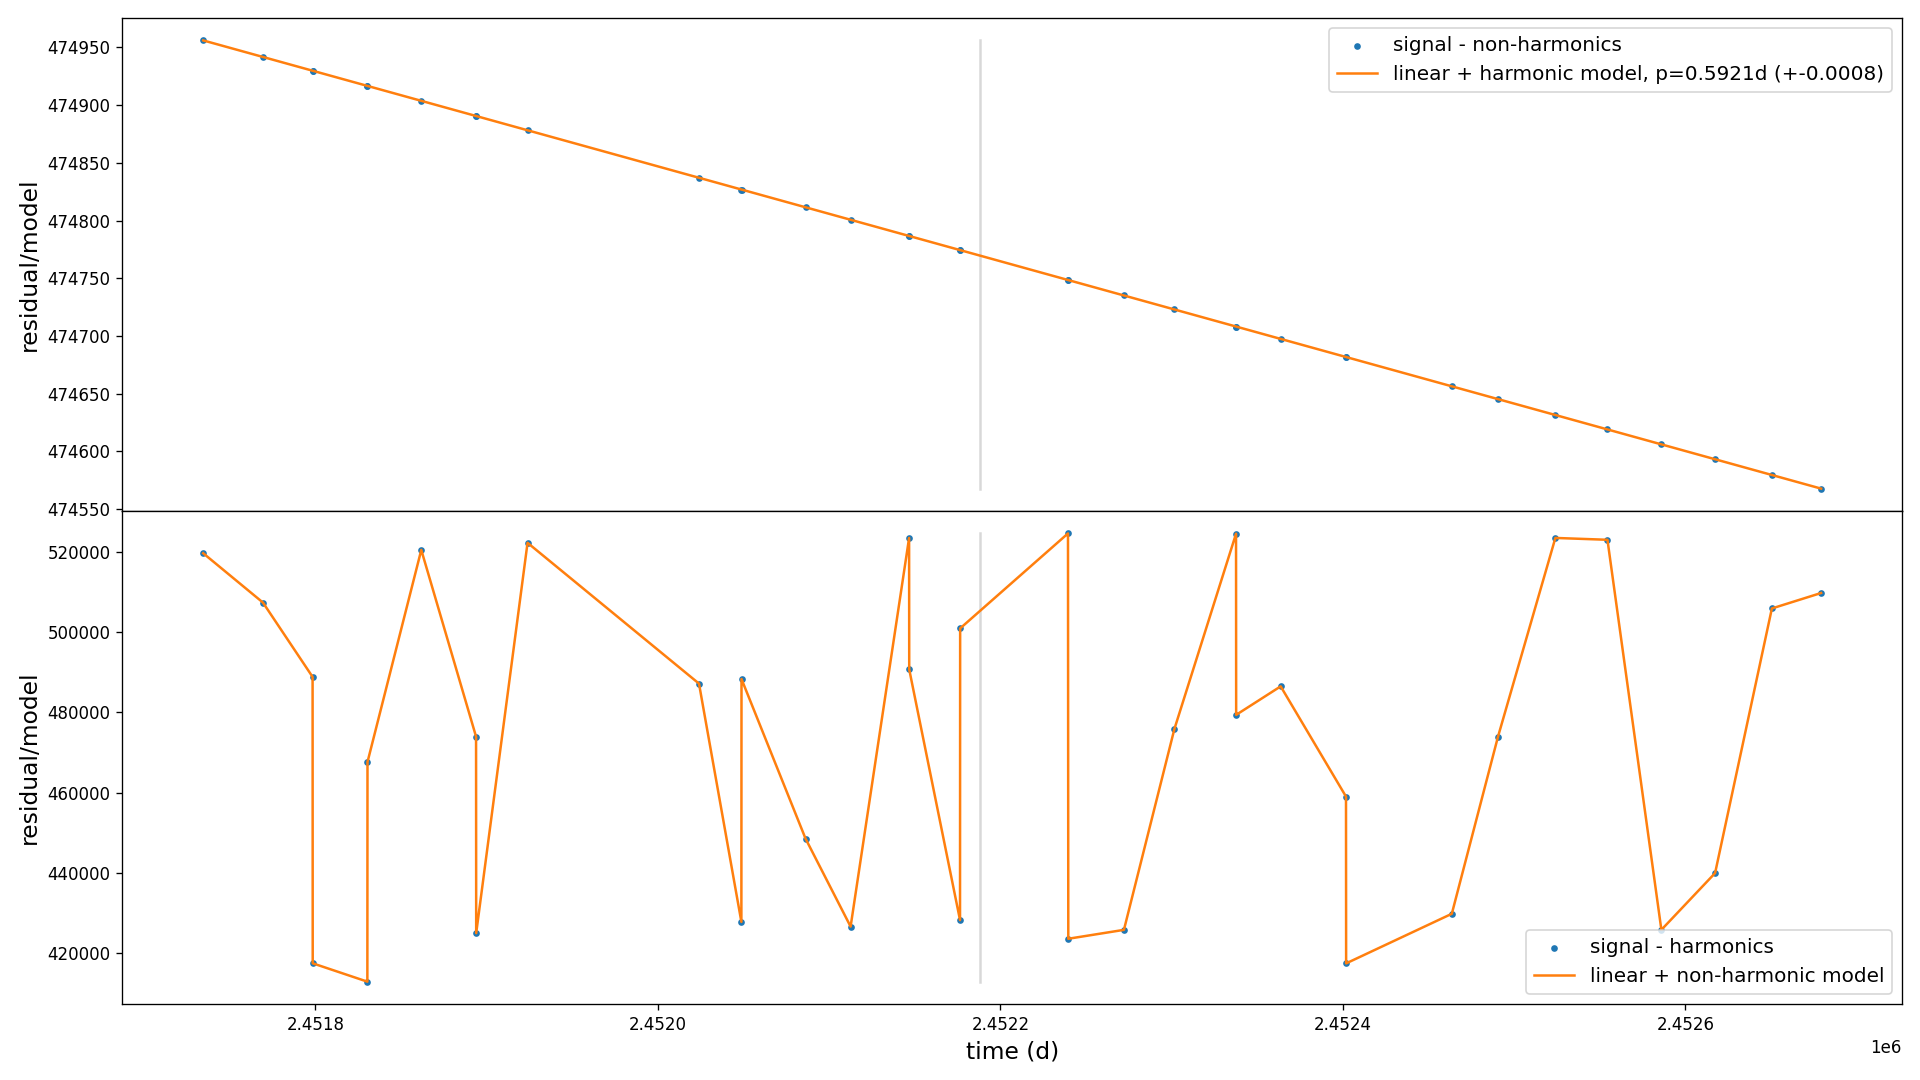 signal - non-harmonics
linear + harmonic model, p=0.5921d (+-0.0008)
474950
474900
474850
474800
474750
474700
474650
474600
474550
residual/model
signal - harmonics
linear + non-harmonic model
520000
500000
480000
460000
440000
420000
residual/model
2.4518
2.4520
2.4522
2.4524
2.4526
1e6
time (d)